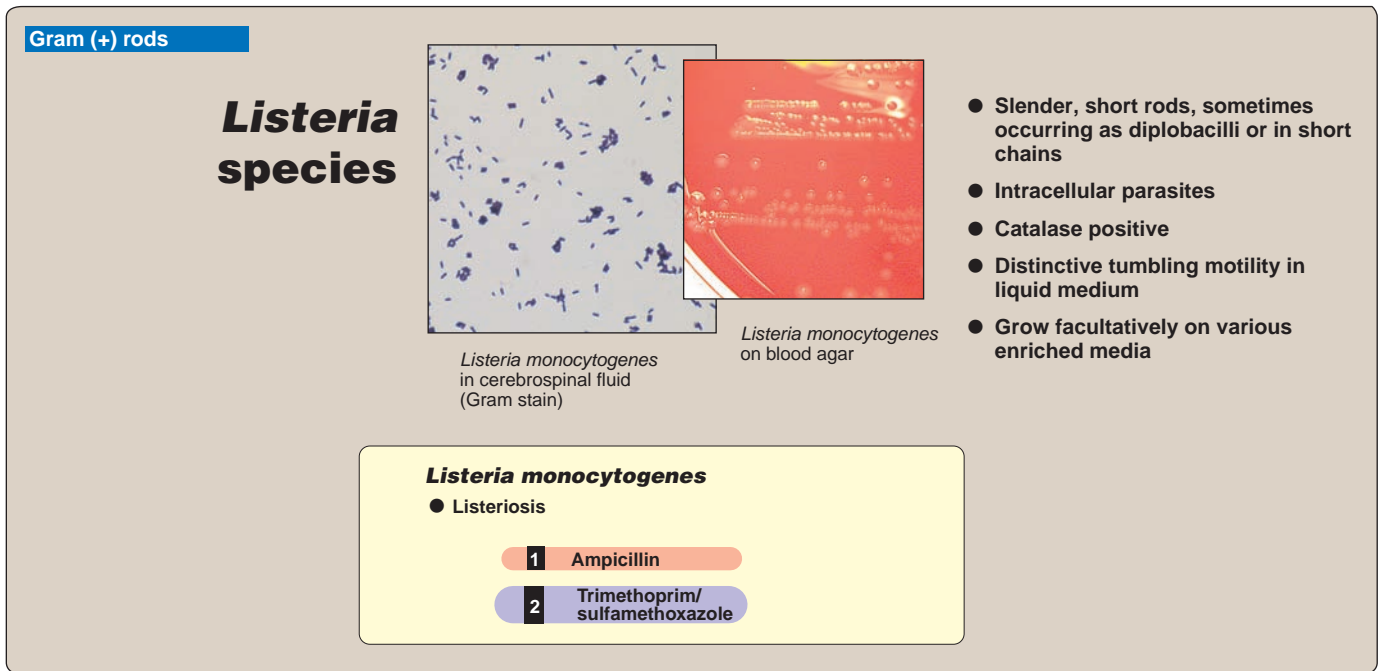 Gram (+) rods
Listeria
species
Listeria monocytogenes
in cerebrospinal fluid
(Gram stain)
Listeria monocytogenes
on blood agar
● Slender, short rods, sometimes
occurring as diplobacilli or in short
chains
● Intracellular parasites
● Catalase positive
● Distinctive tumbling motility in
liquid medium
● Grow facultatively on various
enriched media
Listeria monocytogenes
● Listeriosis
1 Ampicillin
2 Trimethoprim/
sulfamethoxazole